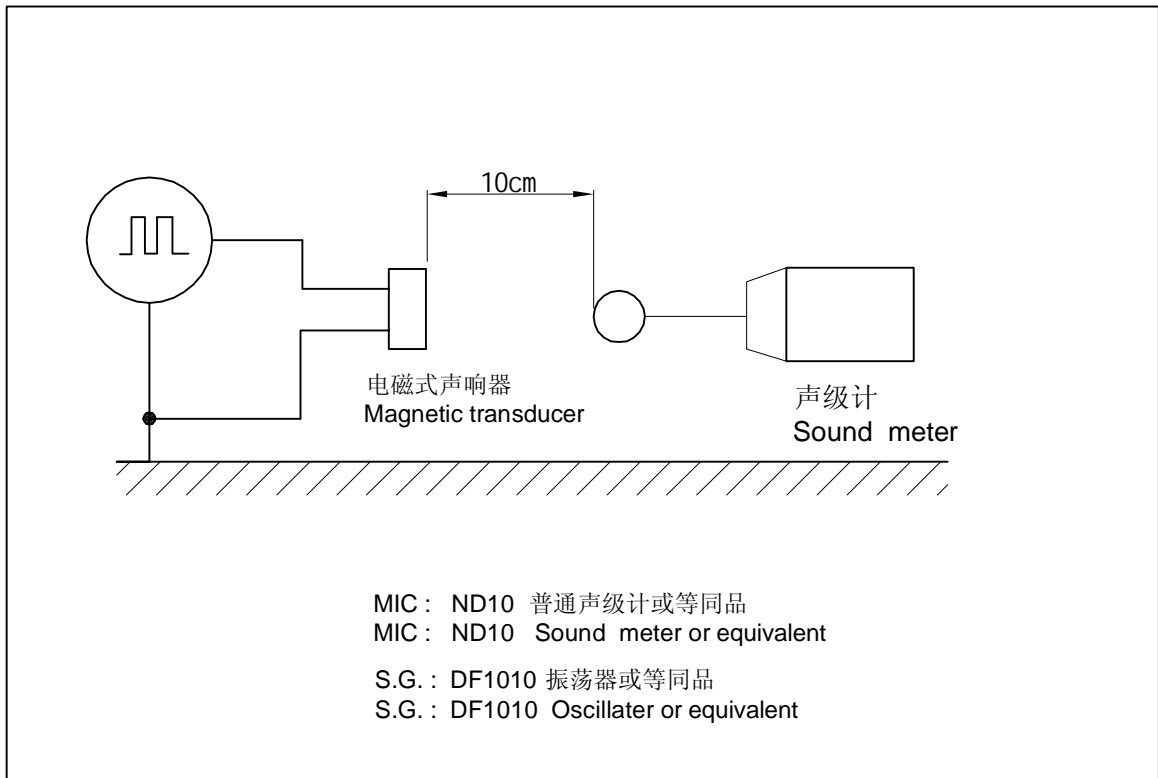 10cm
电磁式声响器
Magnetic transducer
声级计
Sound meter
MIC : ND10 普通声级计或等同品
MIC : ND10 Sound meter or equivalent
S.G. : DF1010 振荡器或等同品
S.G. : DF1010 Oscillater or equivalent